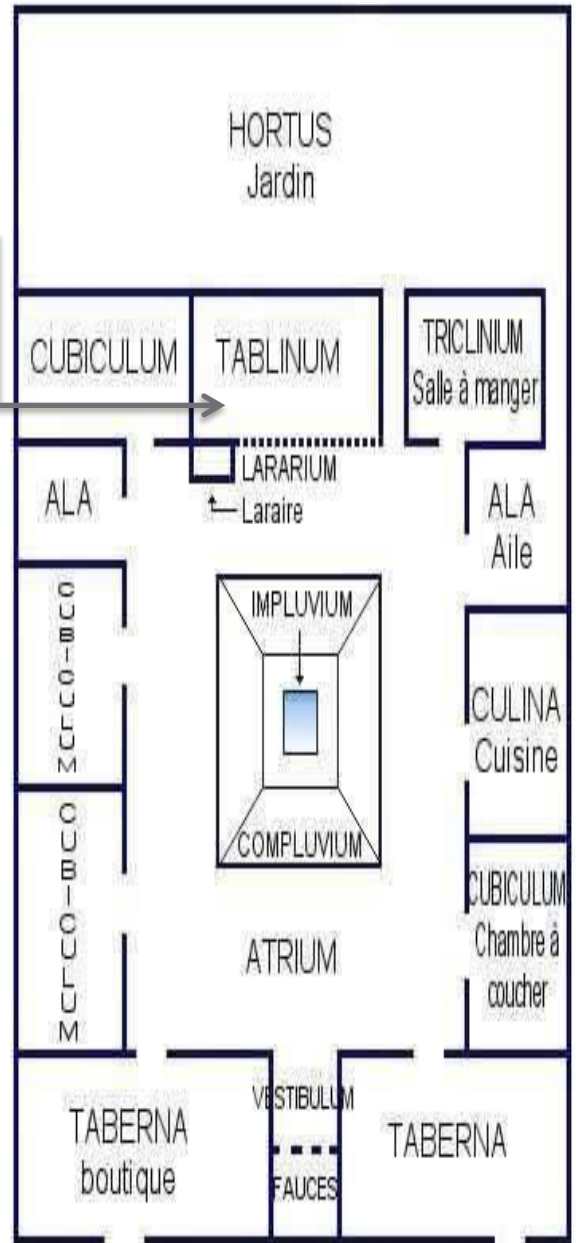 HORTUS
Jardin
CUBICULUM
TABLINUM
TRICLINIUM
Salle à manger
LARARIUM
Laraire
ALA
ALA
Aile
CUBICULUM
IMPLUVIUM
COMPLUVIUM
CULINA
Cuisine
CUBICULUM
ATRIUM
CUBICULUM
Chambre à
coucher
TABERNA
boutique
VESTIBULUM
FAUCES
TABERNA